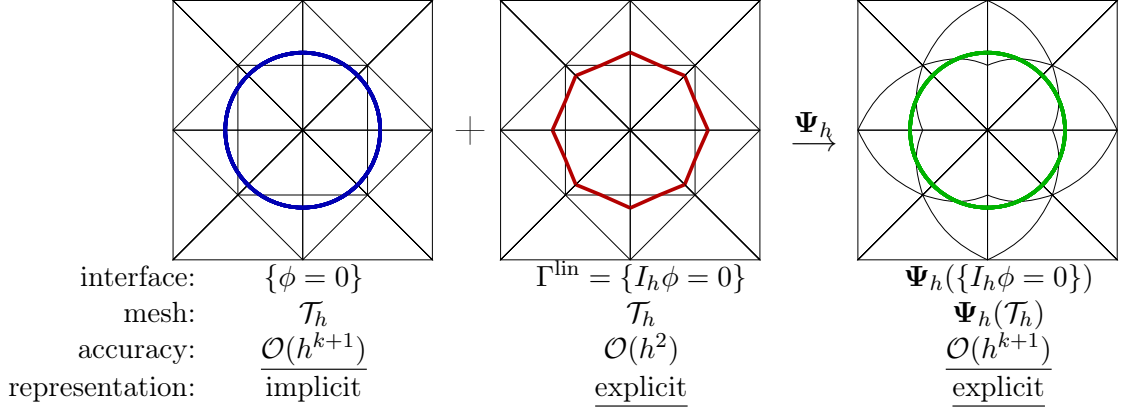 + Ψ_h →
interface: {ϕ = 0} Γ^lin = {I_hϕ = 0} Ψ_h({I_hϕ = 0})
mesh: 𝒯_h 𝒯_h Ψ_h(𝒯_h)
accuracy: 𝒪(h^{k+1}) 𝒪(h^2) 𝒪(h^{k+1})
representation: implicit explicit explicit